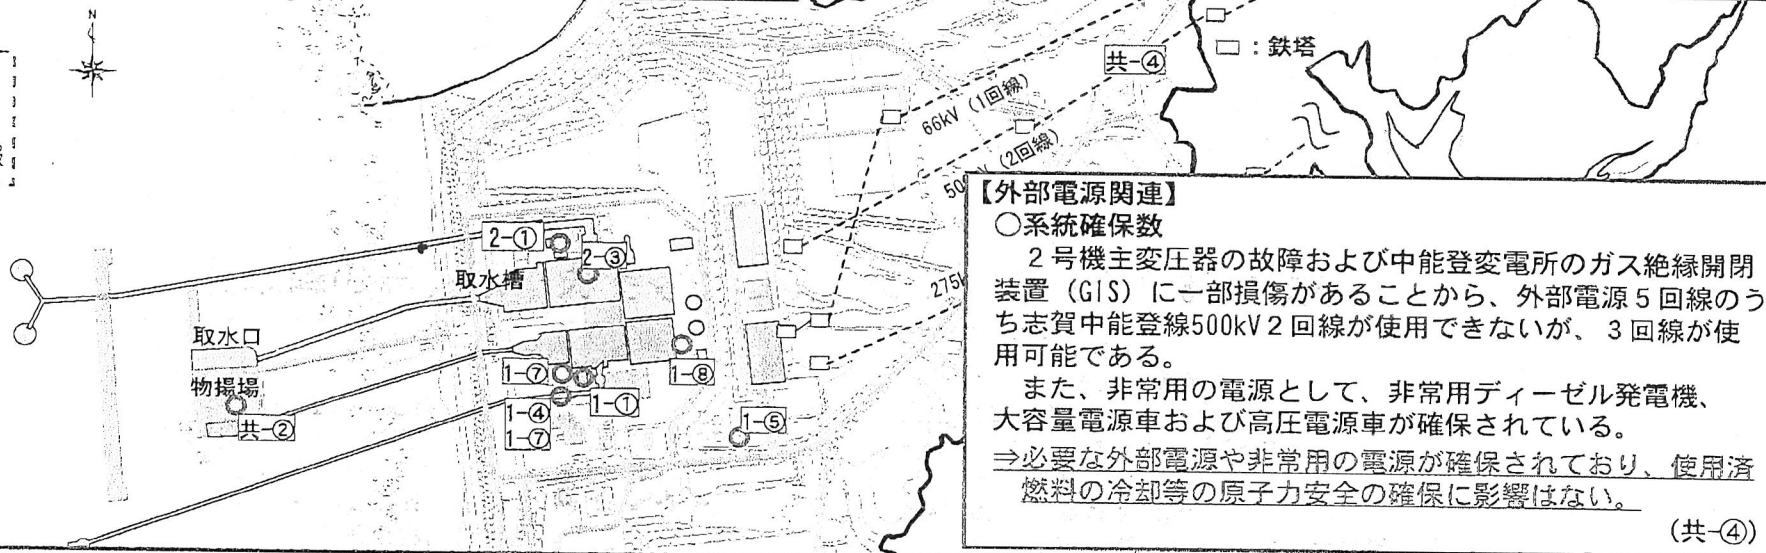 N
□：鉄塔
共-④
66kV（1回線）
（2回線）
2-①
2-③
取水槽
取水口
物揚場
共-②
1-⑦
1-④
1-⑦
1-①
1-⑧
1-⑤
【外部電源関連】
○系統確保数
２号機主変圧器の故障および中能登変電所のガス絶縁開閉
装置（GIS）に一部損傷があることから、外部電源５回線のう
ち志賀中能登線500kV２回線が使用できないが、３回線が使
用可能である。
また、非常用の電源として、非常用ディーゼル発電機、
大容量電源車および高圧電源車が確保されている。
⇒必要な外部電源や非常用の電源が確保されており、使用済
燃料の冷却等の原子力安全の確保に影響はない。
（共-④）